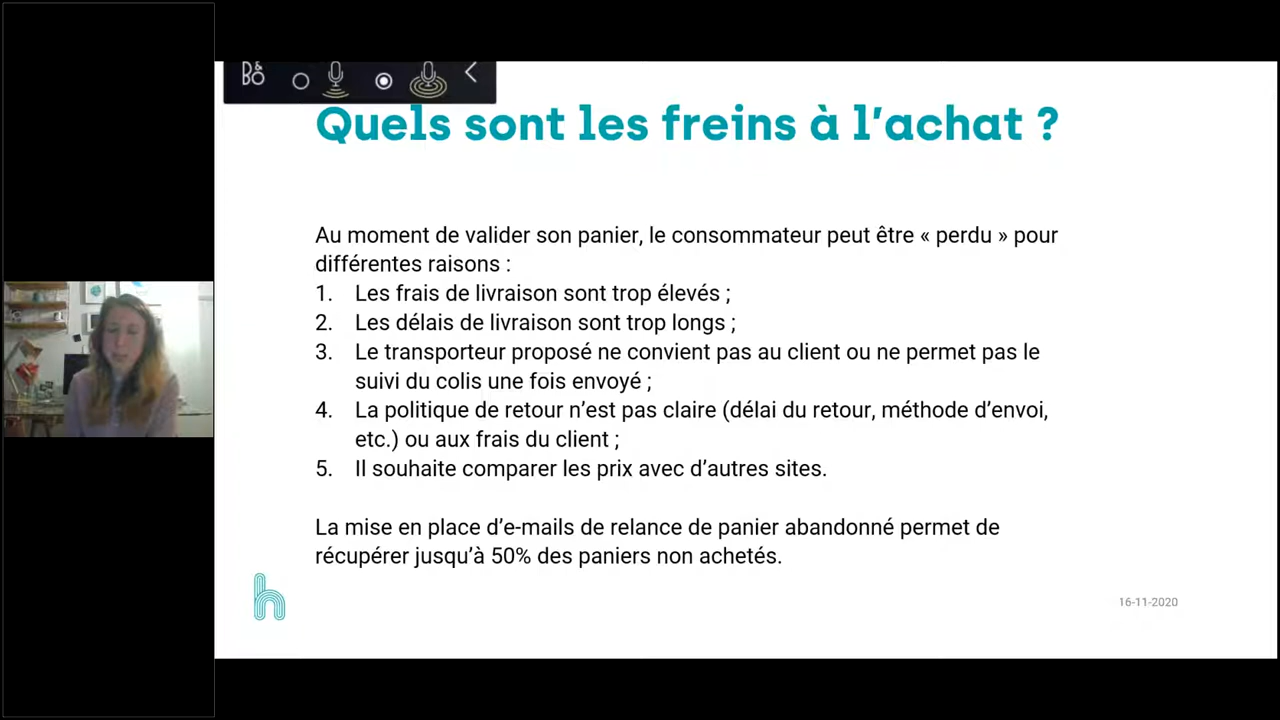 B&
BO
Quels sont les freins à l’achat ?
Au moment de valider son panier, le consommateur peut être « perdu » pour
différentes raisons :
1. Les frais de livraison sont trop élevés ;
2. Les délais de livraison sont trop longs ;
3. Le transporteur proposé ne convient pas au client ou ne permet pas le
suivi du colis une fois envoyé ;
4. La politique de retour n’est pas claire (délai du retour, méthode d’envoi,
etc.) ou aux frais du client ;
5. Il souhaite comparer les prix avec d’autres sites.
La mise en place d’e-mails de relance de panier abandonné permet de
récupérer jusqu’à 50% des paniers non achetés.
h
16-11-2020